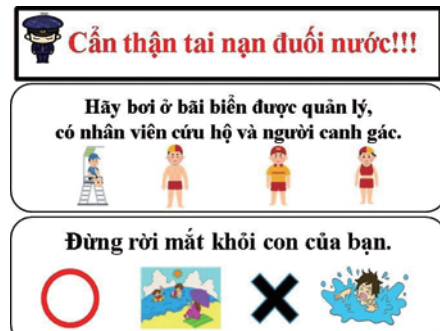 Cẩn thận tai nạn đuối nước!!!
Hãy bơi ở bãi biển được quản lý,
có nhân viên cứu hộ và người canh gác.
Đừng rời mắt khỏi con của bạn.